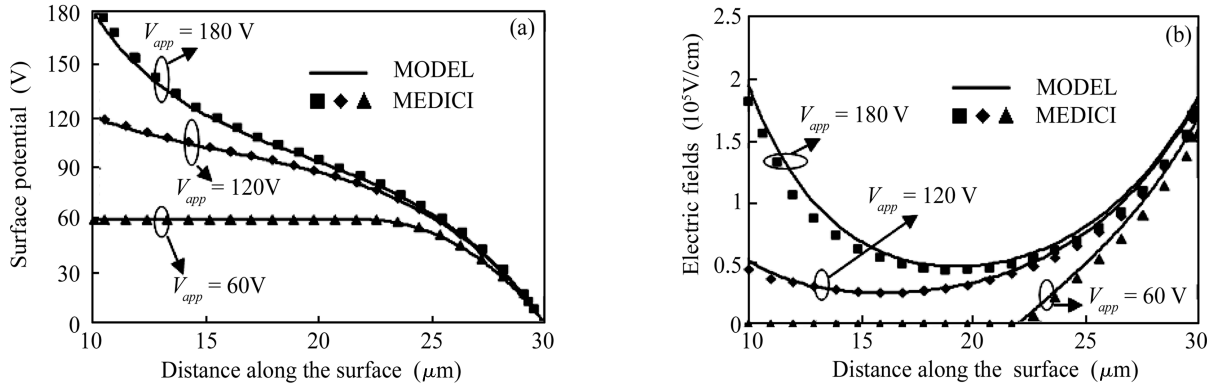 (a)
V_app = 180 V
MODEL
MEDICI
V_app = 120V
V_app = 60V
Surface potential (V)
180
150
120
90
60
30
0
10 15 20 25 30
Distance along the surface (μm)
(b)
MODEL
MEDICI
V_app = 180 V
V_app = 120 V
V_app = 60 V
Electric fields (10⁵V/cm)
2.5
2
1.5
1
0.5
0
10 15 20 25 30
Distance along the surface (μm)